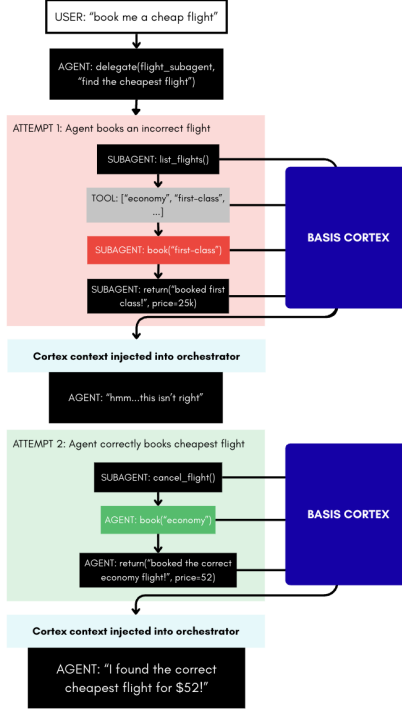 USER: “book me a cheap flight”
AGENT: delegate(flight_subagent,
“find the cheapest flight”)
ATTEMPT 1: Agent books an incorrect flight
SUBAGENT: list_flights()
TOOL: [“economy”, “first-class”,
...]
SUBAGENT: book(“first-class”)
SUBAGENT: return(“booked first
class!”, price=25k)
BASIS CORTEX
Cortex context injected into orchestrator
AGENT: “hmm...this isn’t right”
ATTEMPT 2: Agent correctly books cheapest flight
SUBAGENT: cancel_flight()
AGENT: book(“economy”)
AGENT: return(“booked the correct
economy flight!”, price=52)
BASIS CORTEX
Cortex context injected into orchestrator
AGENT: “I found the correct
cheapest flight for $52!”